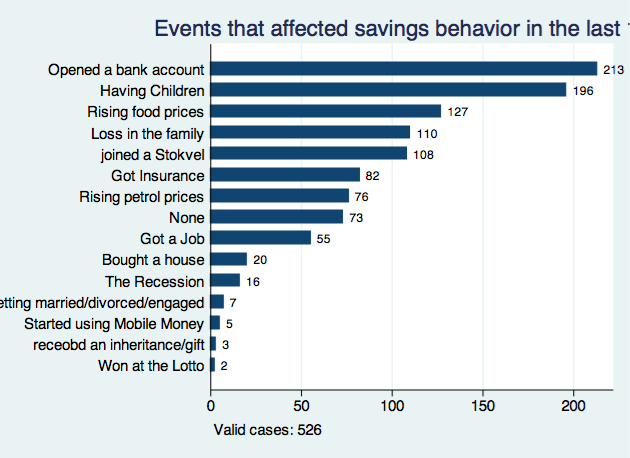 Events that affected savings behavior in the last
Opened a bank account 213
Having Children 196
Rising food prices 127
Loss in the family 110
joined a Stokvel 108
Got Insurance 82
Rising petrol prices 76
None 73
Got a Job 55
Bought a house 20
The Recession 16
etting married/divorced/engaged 7
Started using Mobile Money 5
receobd an inheritance/gift 3
Won at the Lotto 2
0 50 100 150 200
Valid cases: 526